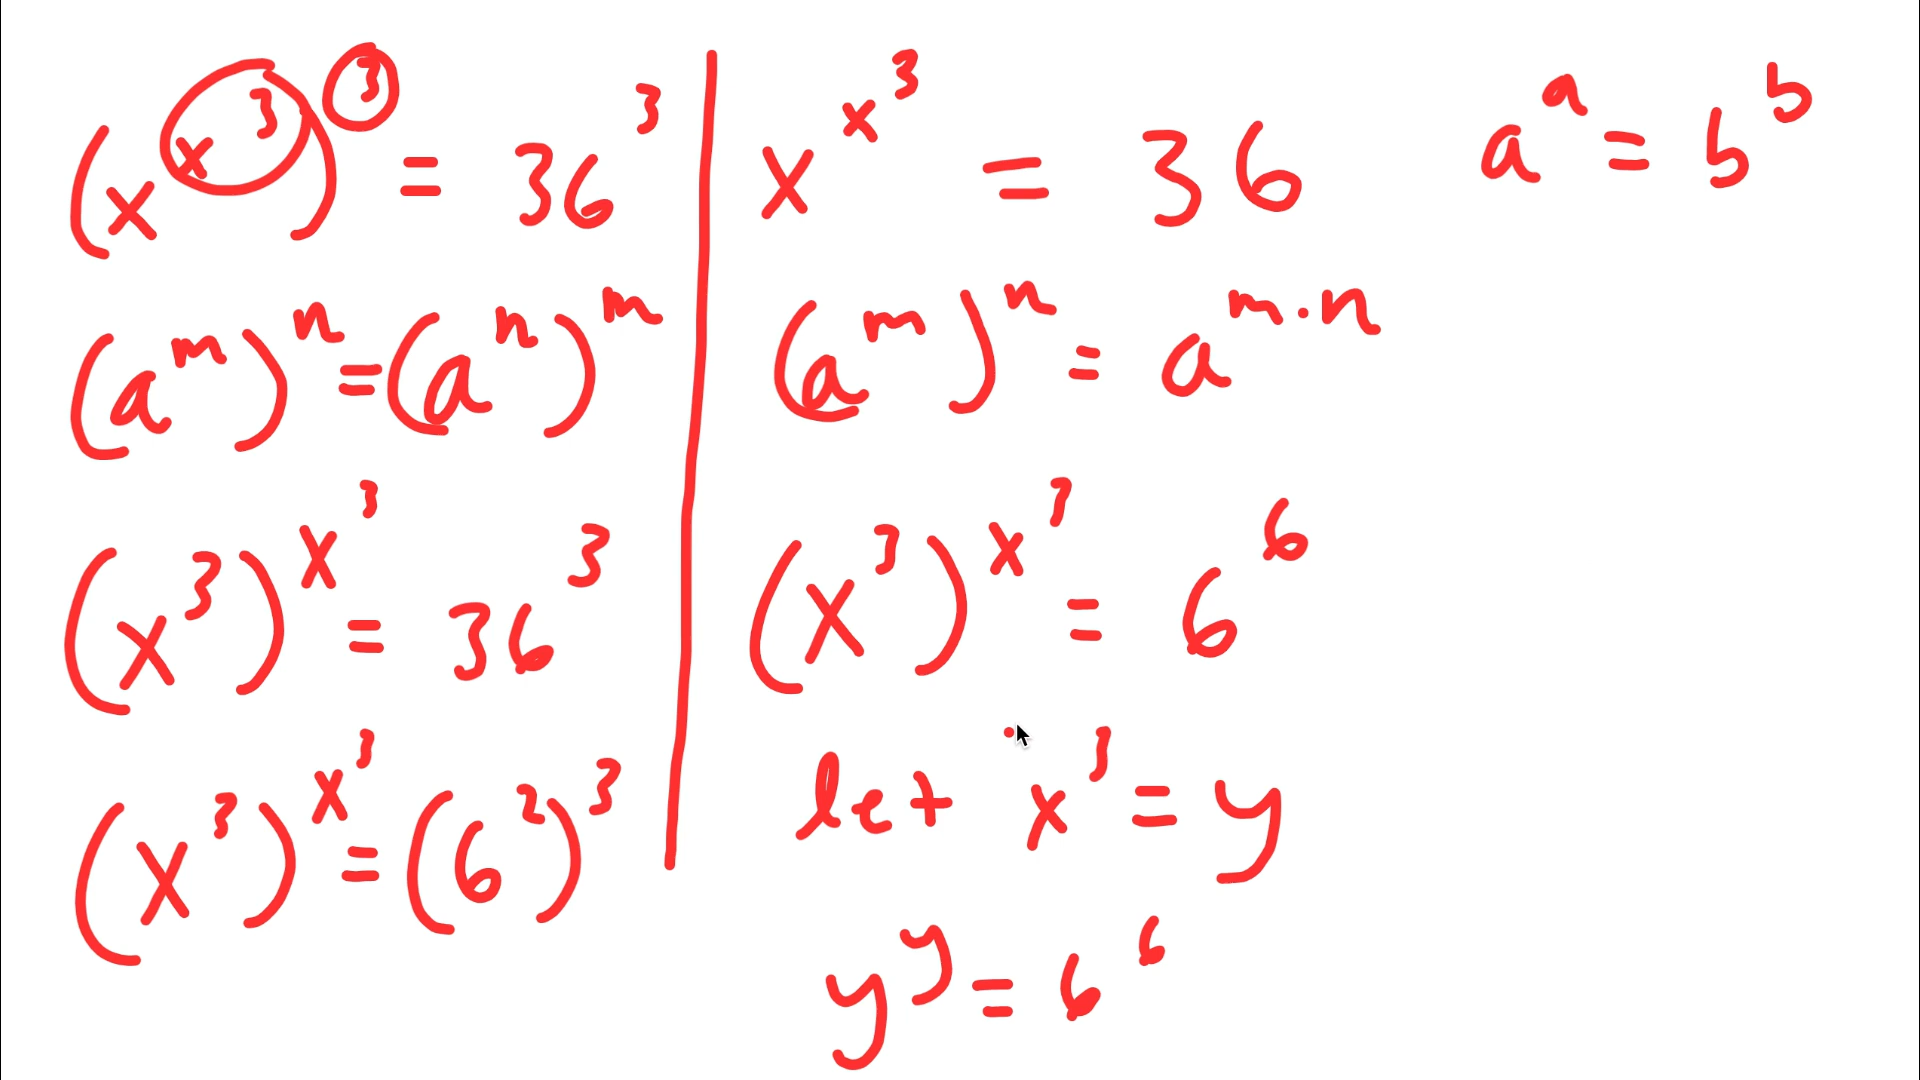 (x^{x^3})^3 = 36^3
(a^m)^n = (a^n)^m
(x^3)^{x^3} = 36^3
(x^3)^{x^3} = (6^2)^3
x^{x^3} = 36
(a^m)^n = a^{m·n}
(x^3)^{x^3} = 6^6
let x^3 = y
y^y = 6^6
a^a = b^b